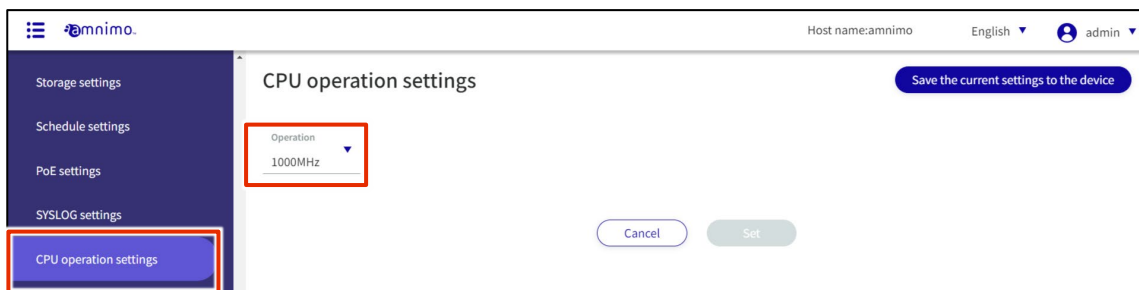 amnimo.
Host name:amnimo
English
admin
Storage settings
Schedule settings
PoE settings
SYSLOG settings
CPU operation settings
CPU operation settings
Save the current settings to the device
Operation
1000MHz
Cancel
Set